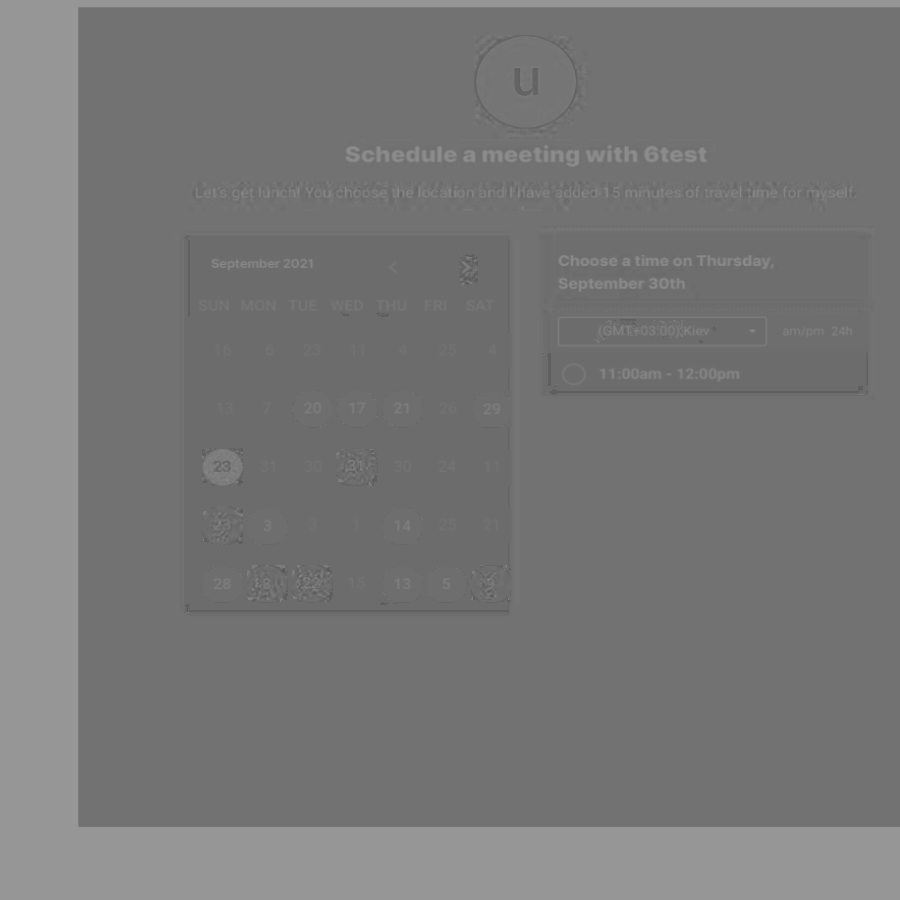 u
Schedule a meeting with 6test
Let's get lunch! You choose the location and I have added 15 minutes of travel time for myself
September 2021
SUN MON TUE WED THU FRI SAT
16 6 23 11 4 25 4
13 7 20 17 21 26 29
23 31 30 31 30 24 11
23 3 3 1 14 25 21
28 18 22 15 13 5 9
Choose a time on Thursday,
September 30th
(GMT+03:00) Kiev
am/pm 24h
11:00am - 12:00pm